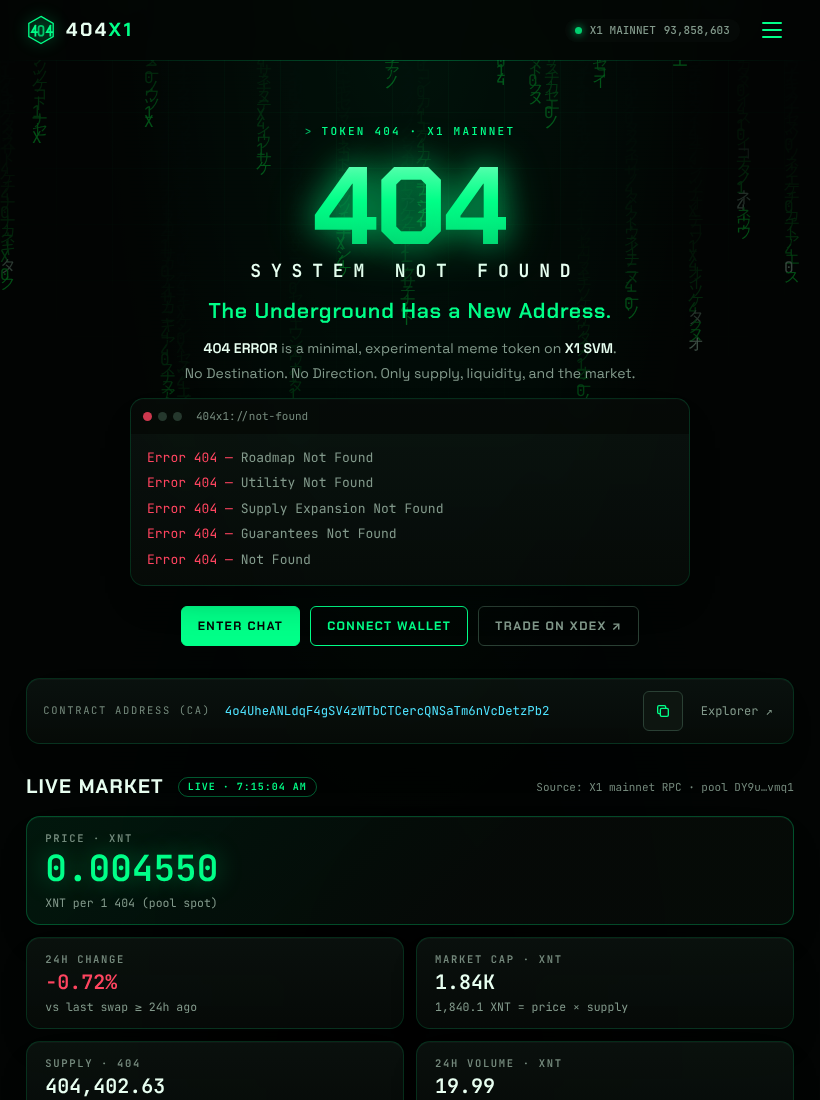 404 404X1
X1 MAINNET 93,858,603
> TOKEN 404 · X1 MAINNET
404
SYSTEM NOT FOUND
The Underground Has a New Address.
404 ERROR is a minimal, experimental meme token on X1 SVM.
No Destination. No Direction. Only supply, liquidity, and the market.
404x1://not-found
Error 404 — Roadmap Not Found
Error 404 — Utility Not Found
Error 404 — Supply Expansion Not Found
Error 404 — Guarantees Not Found
Error 404 — Not Found
ENTER CHAT
CONNECT WALLET
TRADE ON XDEX ↗
CONTRACT ADDRESS (CA) 4o4UheANLdqF4gSV4zWTbCTCercQNSaTm6nVcDetzPb2
Explorer ↗
LIVE MARKET
LIVE · 7:15:04 AM
Source: X1 mainnet RPC · pool DY9u…vmq1
PRICE · XNT
0.004550
XNT per 1 404 (pool spot)
24H CHANGE
-0.72%
vs last swap ≥ 24h ago
MARKET CAP · XNT
1.84K
1,840.1 XNT = price × supply
SUPPLY · 404
404,402.63
24H VOLUME · XNT
19.99